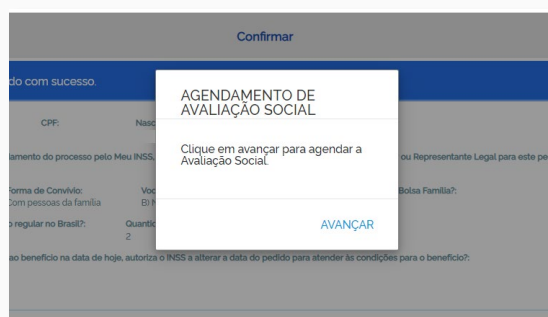 Confirmar
do com sucesso.
AGENDAMENTO DE
AVALIAÇÃO SOCIAL
CPF:
Clique em avançar para agendar a
Avaliação Social.
lamento do processo pelo Meu INSS,
ou Representante Legal para este pe
Forma de Convívio:
Bolsa Família?:
Com pessoas da família
o regular no Brasil?:
2
AVANÇAR
ao benefício na data de hoje, autoriza o INSS a alterar a data do pedido para atender às condições para o benefício?: